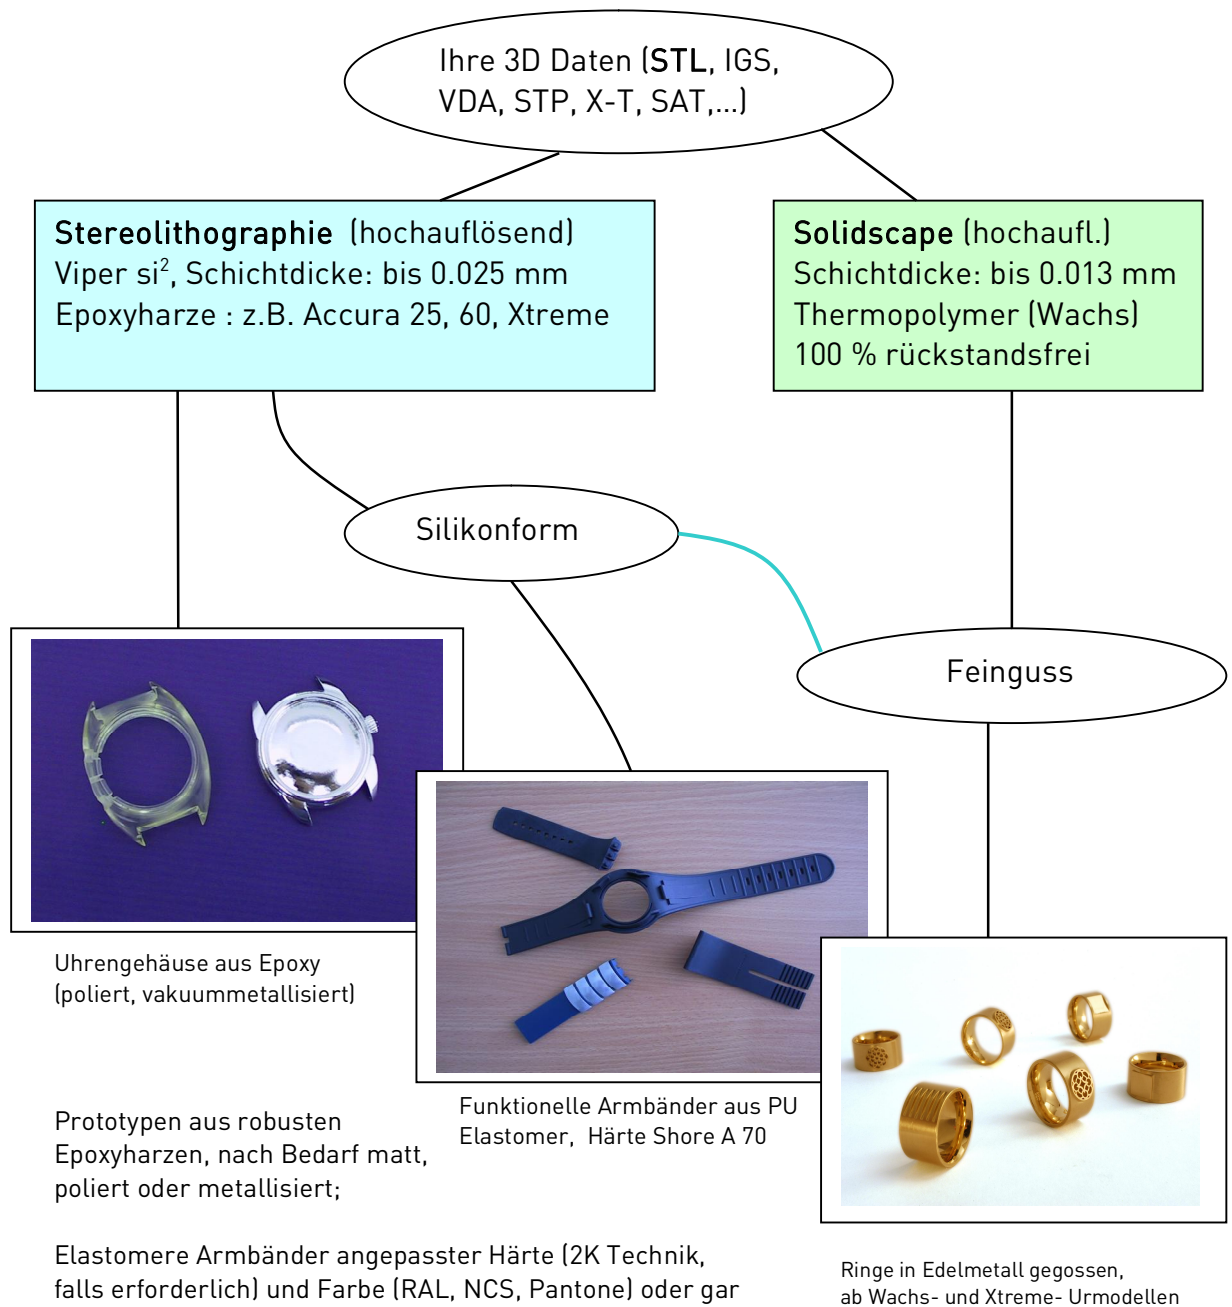 Ihre 3D Daten (STL, IGS,
VDA, STP, X-T, SAT,...)
Stereolithographie (hochauflösend)
Viper si², Schichtdicke: bis 0.025 mm
Epoxyharze : z.B. Accura 25, 60, Xtreme
Solidscape (hochaufl.)
Schichtdicke: bis 0.013 mm
Thermopolymer (Wachs)
100 % rückstandsfrei
Silikonform
Feinguss
Uhrengehäuse aus Epoxy
(poliert, vakuummetallisiert)
Funktionelle Armbänder aus PU
Elastomer, Härte Shore A 70
Prototypen aus robusten
Epoxyharzen, nach Bedarf matt,
poliert oder metallisiert;
Elastomere Armbänder angepasster Härte (2K Technik,
falls erforderlich) und Farbe (RAL, NCS, Pantone) oder gar
Ringe in Edelmetall gegossen,
ab Wachs- und Xtreme- Urmodellen